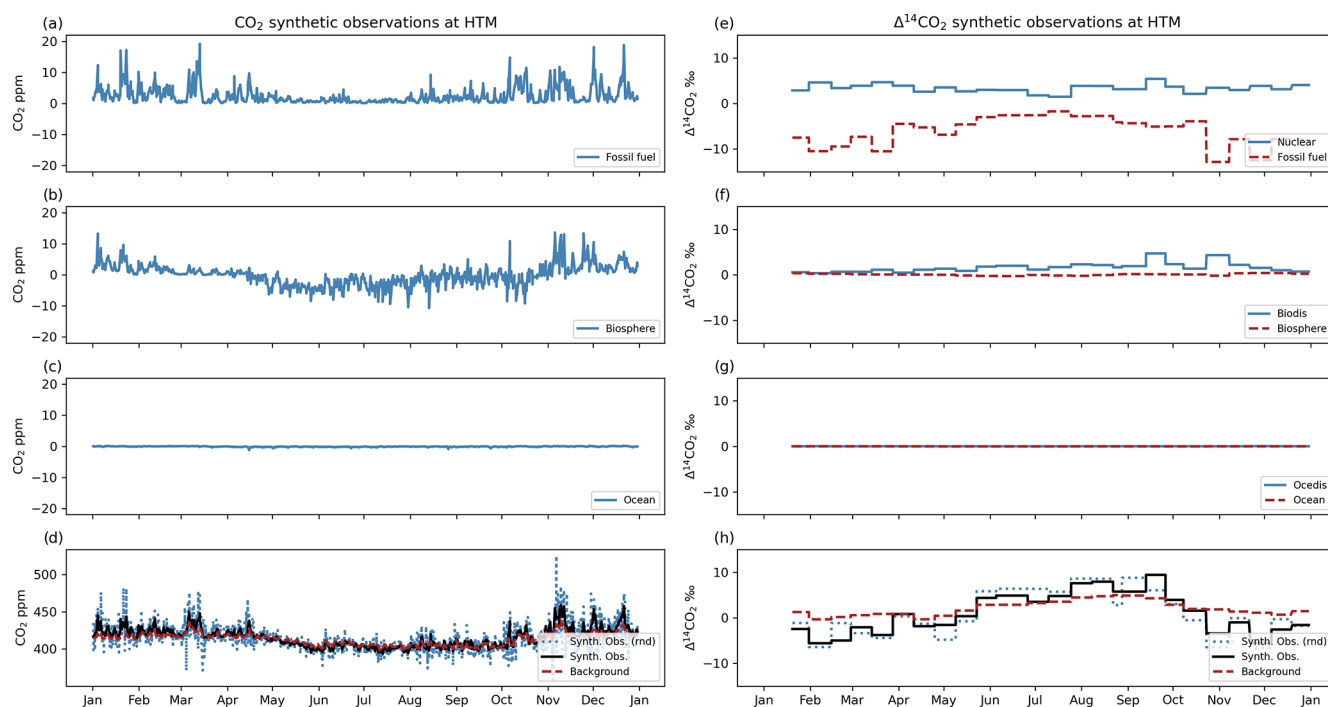 CO₂ synthetic observations at HTM
(a)
20
10
0
−10
−20
CO₂ ppm
Fossil fuel
(b)
20
10
0
−10
−20
CO₂ ppm
Biosphere
(c)
20
10
0
−10
−20
CO₂ ppm
Ocean
(d)
500
450
400
CO₂ ppm
Synth. Obs. (rnd)
Synth. Obs.
Background
Jan Feb Mar Apr May Jun Jul Aug Sep Oct Nov Dec Jan
Δ¹⁴CO₂ synthetic observations at HTM
(e)
10
0
−10
Δ¹⁴CO₂ ‰
Nuclear
Fossil fuel
(f)
10
0
−10
Δ¹⁴CO₂ ‰
Biodis
Biosphere
(g)
10
0
−10
Δ¹⁴CO₂ ‰
Ocedis
Ocean
(h)
10
0
−10
Δ¹⁴CO₂ ‰
Synth. Obs. (rnd)
Synth. Obs.
Background
Jan Feb Mar Apr May Jun Jul Aug Sep Oct Nov Dec Jan